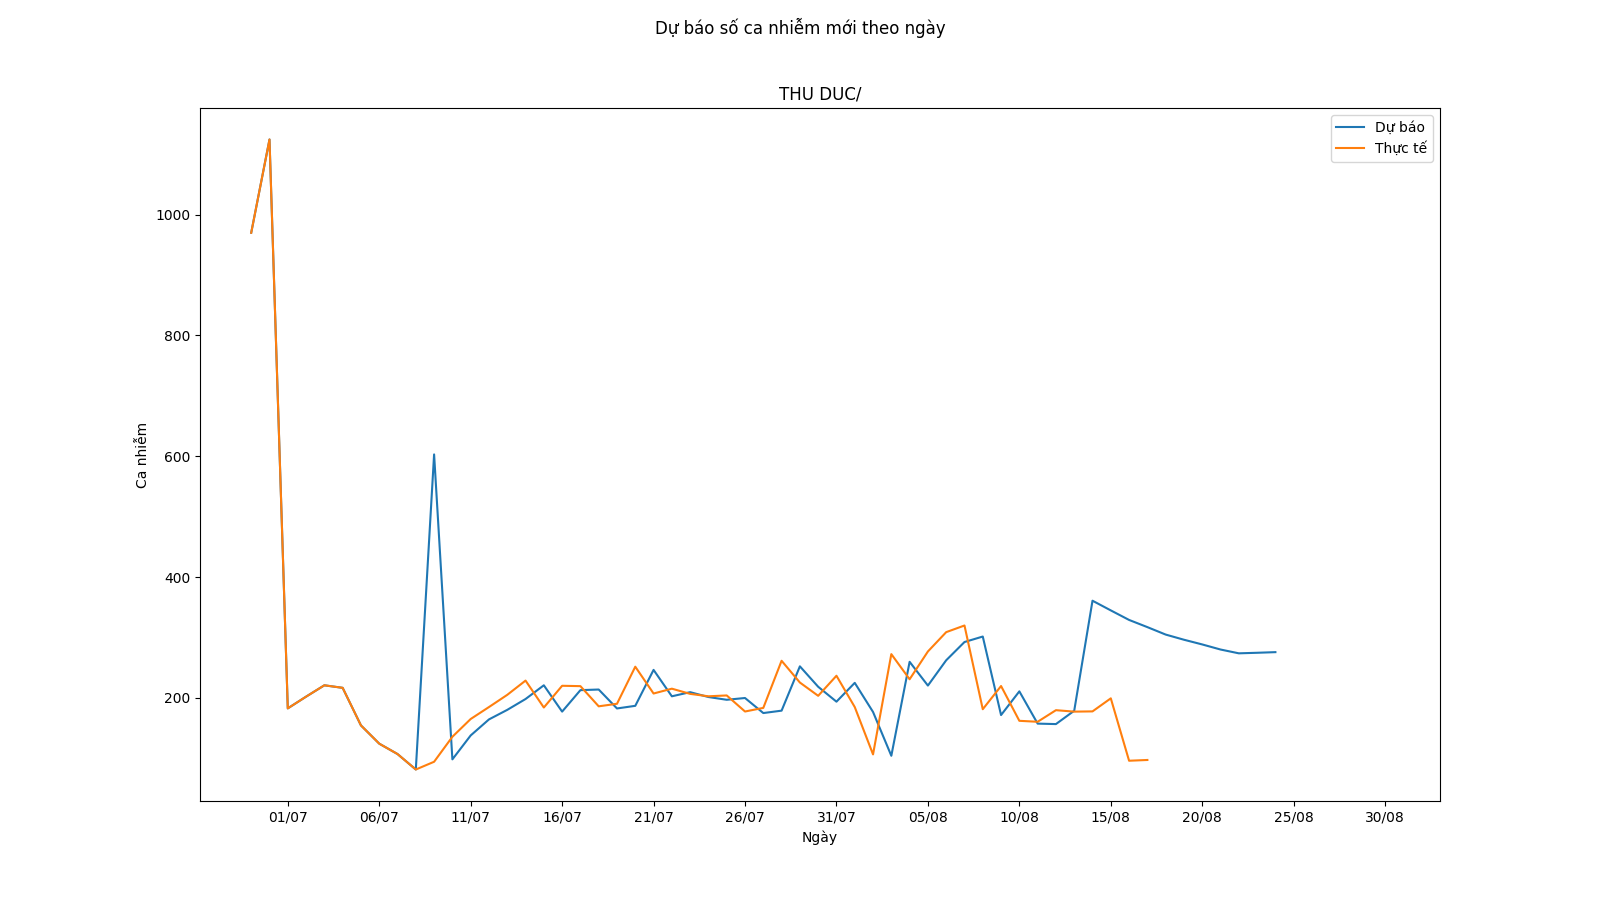 Dự báo số ca nhiễm mới theo ngày
THU DUC/
Dự báo
Thực tế
1000
800
600
400
200
Ca nhiễm
01/07 06/07 11/07 16/07 21/07 26/07 31/07 05/08 10/08 15/08 20/08 25/08 30/08
Ngày